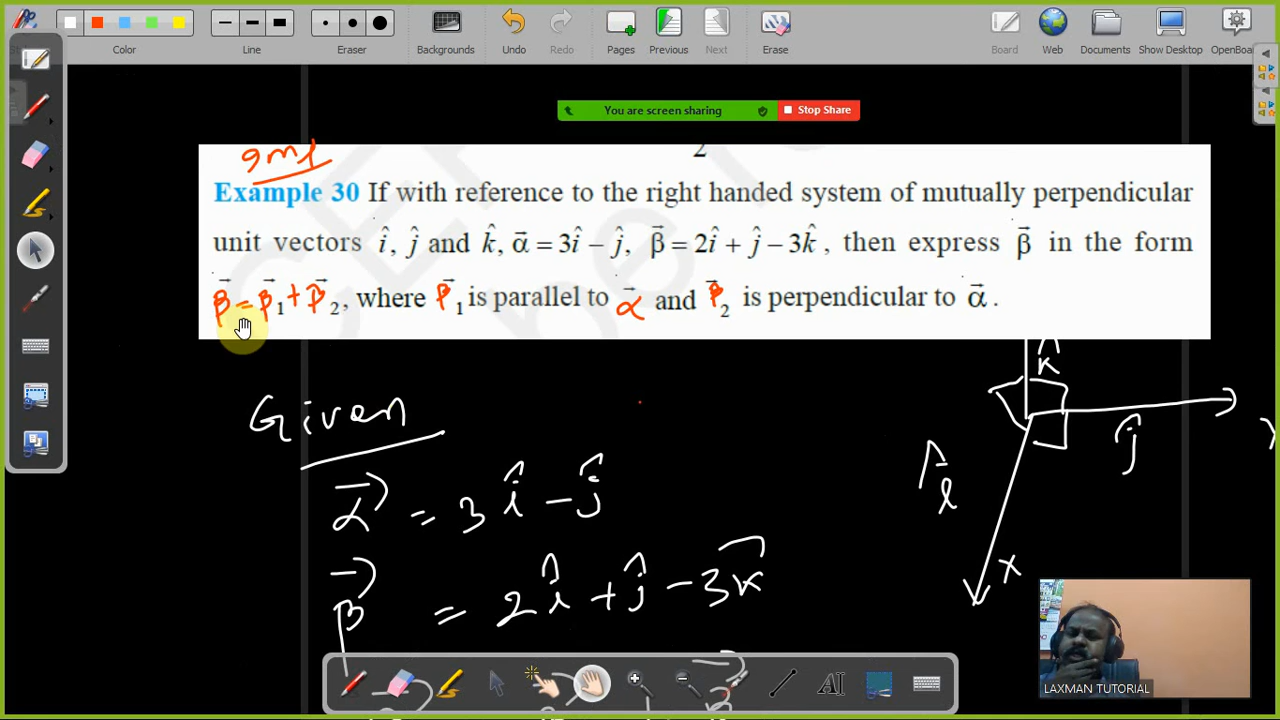 Color
Line
Eraser
Backgrounds
Undo
Redo
Pages
Previous
Next
Erase
Board
Web
Documents
Show Desktop
OpenBoa
You are screen sharing
Stop Share
2
Example 30 If with reference to the right handed system of mutually perpendicular
unit vectors î, ĵ and k̂, α⃗ = 3î − ĵ, β⃗ = 2î + ĵ − 3k̂, then express β⃗ in the form
β⃗ = β⃗₁ + β⃗₂, where β⃗₁ is parallel to α⃗ and β⃗₂ is perpendicular to α⃗.
k̂
Given
ĵ
î
α⃗ = 3î − ĵ
x
β⃗ = 2î + ĵ − 3k̂
LAXMAN TUTORIAL
AI